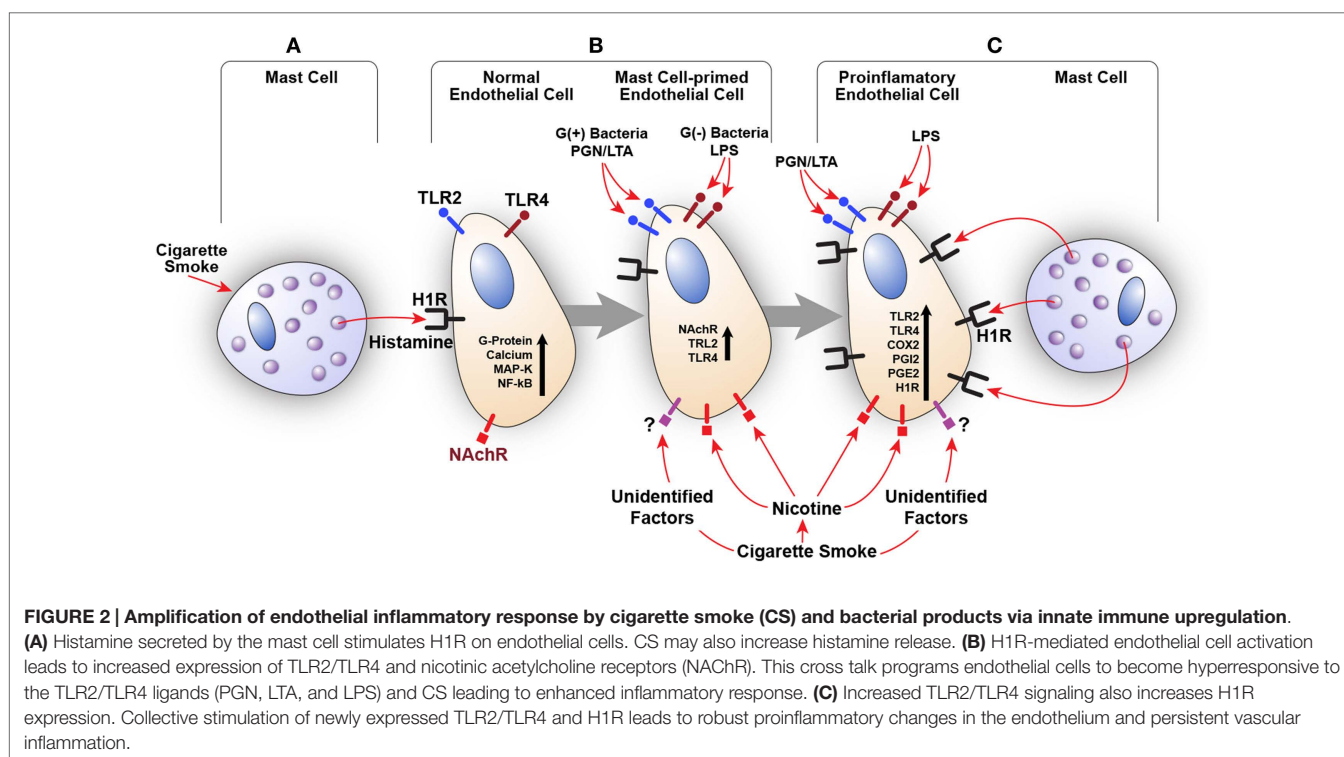 A
B
C
Mast Cell
Normal
Endothelial Cell
Mast Cell-primed
Endothelial Cell
Proinflamatory
Endothelial Cell
Mast Cell
G(+) Bacteria
PGN/LTA
G(-) Bacteria
LPS
PGN/LTA
LPS
TLR2
TLR4
Cigarette
Smoke
H1R
Histamine
G-Protein
Calcium
MAP-K
NF-kB
NAchR
NAchR
TRL2
TLR4
TLR2
TLR4
COX2
PGI2
PGE2
H1R
H1R
?
?
Unidentified
Factors
Nicotine
Unidentified
Factors
Cigarette Smoke
FIGURE 2 | Amplification of endothelial inflammatory response by cigarette smoke (CS) and bacterial products via innate immune upregulation.
(A) Histamine secreted by the mast cell stimulates H1R on endothelial cells. CS may also increase histamine release. (B) H1R-mediated endothelial cell activation
leads to increased expression of TLR2/TLR4 and nicotinic acetylcholine receptors (NAChR). This cross talk programs endothelial cells to become hyperresponsive to
the TLR2/TLR4 ligands (PGN, LTA, and LPS) and CS leading to enhanced inflammatory response. (C) Increased TLR2/TLR4 signaling also increases H1R
expression. Collective stimulation of newly expressed TLR2/TLR4 and H1R leads to robust proinflammatory changes in the endothelium and persistent vascular
inflammation.